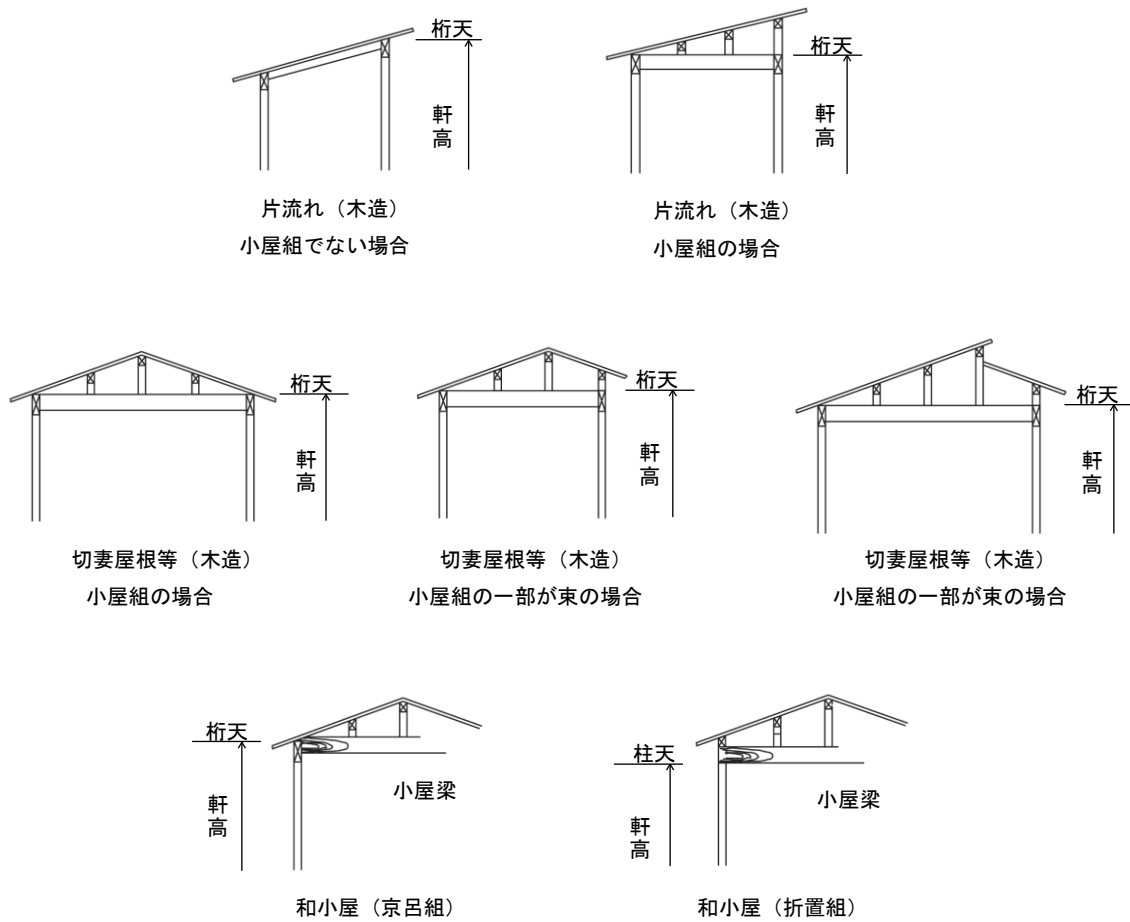 桁天
軒高
片流れ（木造）
小屋組でない場合
桁天
軒高
片流れ（木造）
小屋組の場合
桁天
軒高
切妻屋根等（木造）
小屋組の場合
桁天
軒高
切妻屋根等（木造）
小屋組の一部が束の場合
桁天
軒高
切妻屋根等（木造）
小屋組の一部が束の場合
桁天
軒高
小屋梁
和小屋（京呂組）
柱天
軒高
小屋梁
和小屋（折置組）